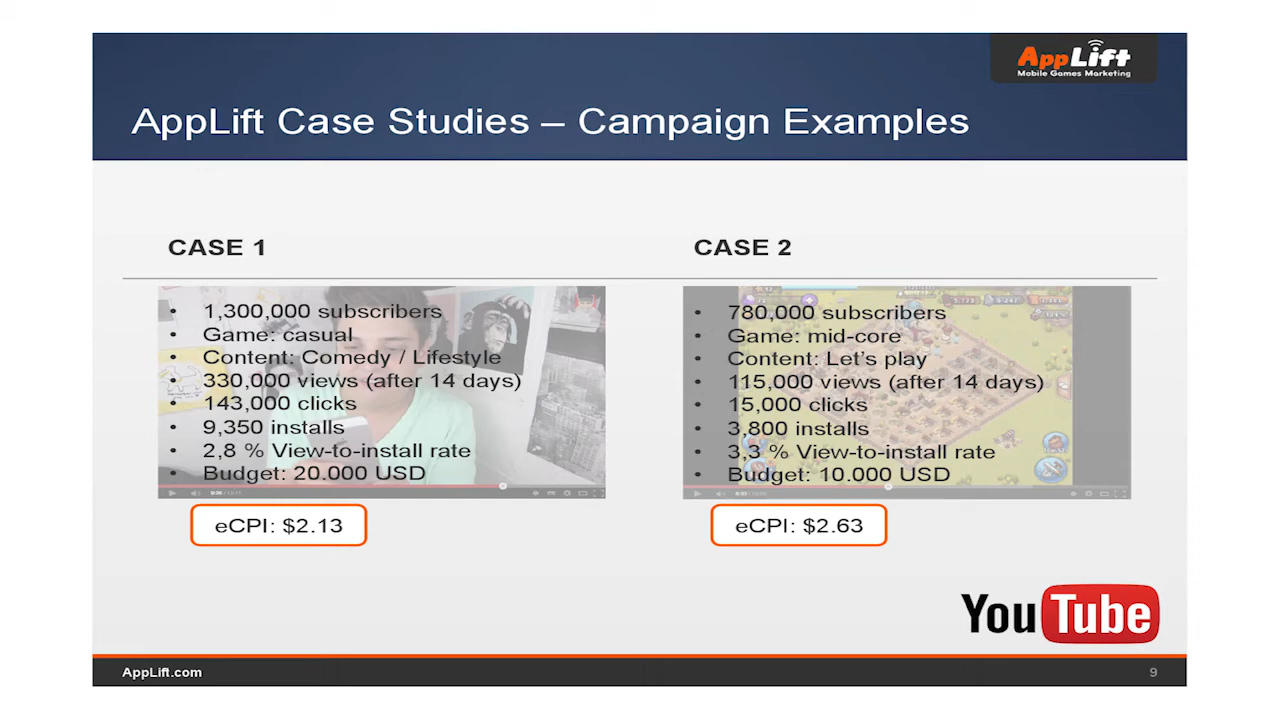 AppLift
Mobile Games Marketing
AppLift Case Studies – Campaign Examples
CASE 1
• 1,300,000 subscribers
• Game: casual
• Content: Comedy / Lifestyle
• 330,000 views (after 14 days)
• 143,000 clicks
• 9,350 installs
• 2,8 % View-to-install rate
• Budget: 20.000 USD
eCPI: $2.13
CASE 2
• 780,000 subscribers
• Game: mid-core
• Content: Let's play
• 115,000 views (after 14 days)
• 15,000 clicks
• 3,800 installs
• 3,3 % View-to-install rate
• Budget: 10.000 USD
eCPI: $2.63
YouTube
AppLift.com
9